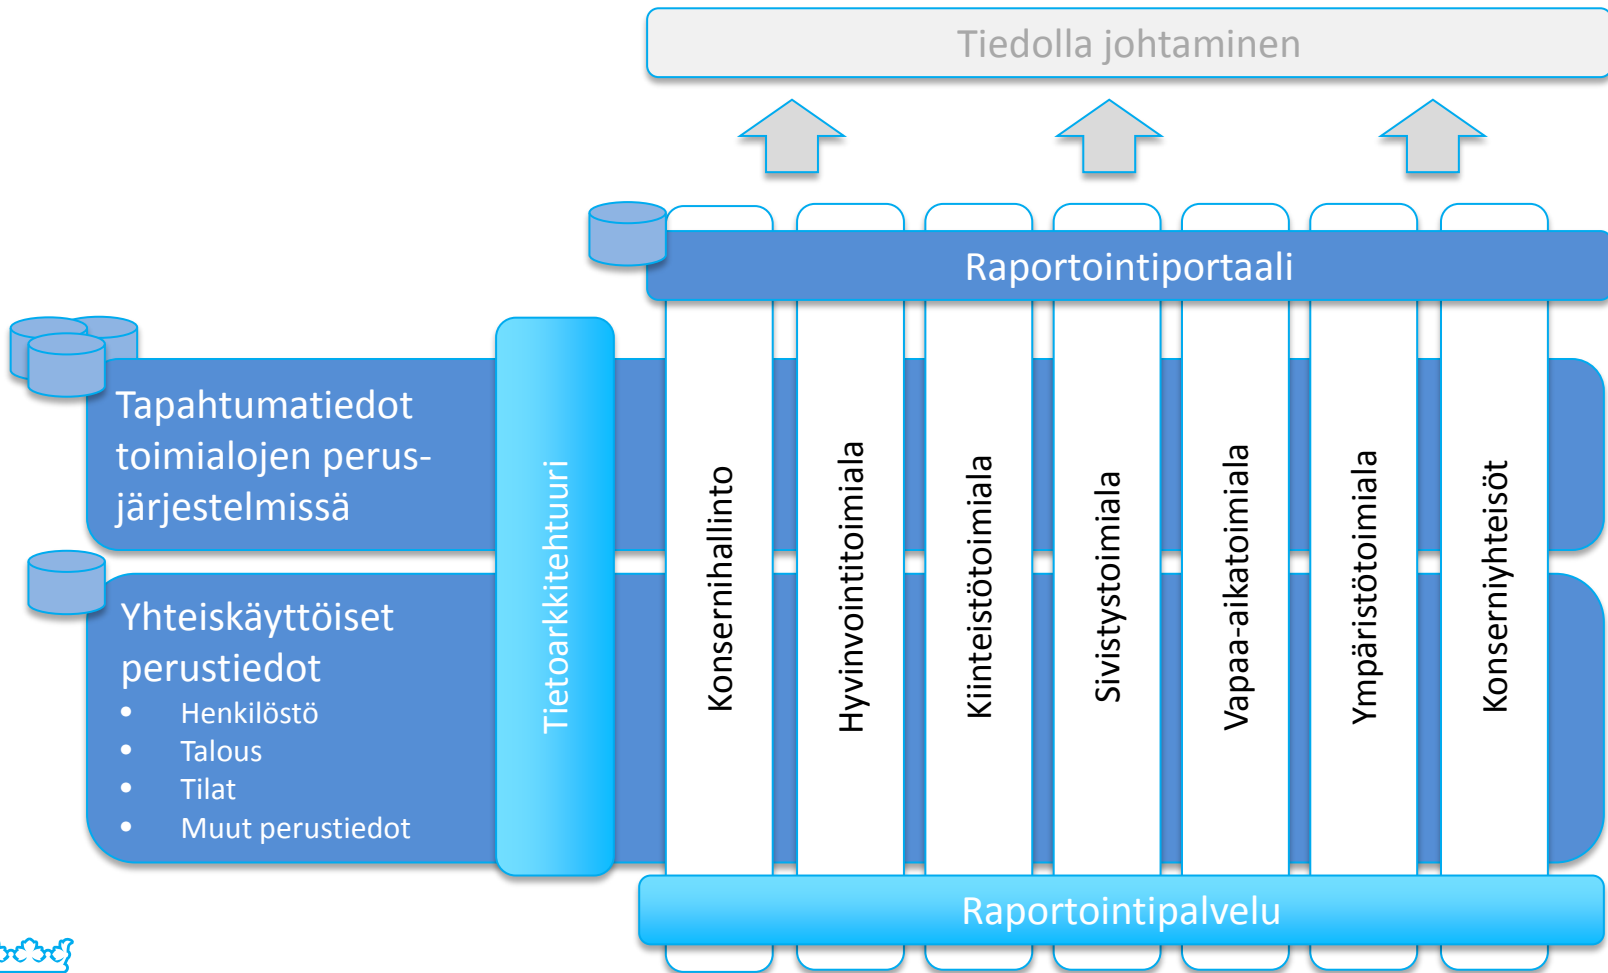 Tiedolla johtaminen
Raportointiportaali
Tapahtumatiedot
toimialojen perus-
järjestelmissä
Yhteiskäyttöiset
perustiedot
• Henkilöstö
• Talous
• Tilat
• Muut perustiedot
Tietoarkkitehtuuri
Konsernihallinto
Hyvinvointitoimiala
Kiinteistötoimiala
Sivistystoimiala
Vapaa-aikatoimiala
Ympäristötoimiala
Konserniyhteisöt
Raportointipalvelu